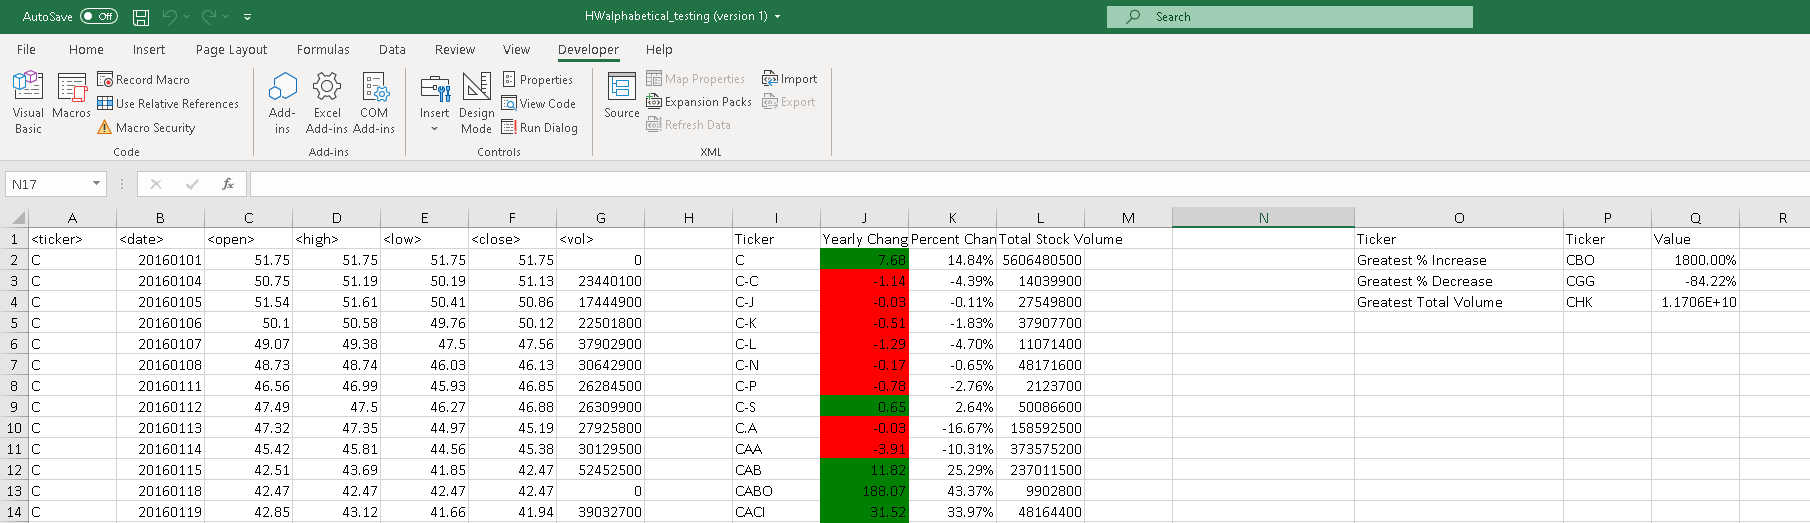 AutoSave Off HWalphabetical_testing (version 1) Search
File Home Insert Page Layout Formulas Data Review View Developer Help
Visual Basic
Macros
Record Macro
Use Relative References
Macro Security
Code
Add-ins
Excel Add-ins
COM Add-ins
Add-ins
Insert
Design Mode
Properties
View Code
Run Dialog
Controls
Source
Map Properties
Expansion Packs
Refresh Data
Import
Export
XML
N17 fx
A B C D E F G H I J K L M N O P Q R
1 <ticker> <date> <open> <high> <low> <close> <vol> Ticker Yearly Chang Percent Chan Total Stock Volume Ticker Ticker Value
2 C 20160101 51.75 51.75 51.75 51.75 0 C 7.68 14.84% 5606480500 Greatest % Increase CBO 1800.00%
3 C 20160104 50.75 51.19 50.19 51.13 23440100 C-C -1.14 -4.39% 14039900 Greatest % Decrease CGG -84.22%
4 C 20160105 51.54 51.61 50.41 50.86 17444900 C-J -0.03 -0.11% 27549800 Greatest Total Volume CHK 1.1706E+10
5 C 20160106 50.1 50.58 49.76 50.12 22501800 C-K -0.51 -1.83% 37907700
6 C 20160107 49.07 49.38 47.5 47.56 37902900 C-L -1.29 -4.70% 11071400
7 C 20160108 48.73 48.74 46.03 46.13 30642900 C-N -0.17 -0.65% 48171600
8 C 20160111 46.56 46.99 45.93 46.85 26284500 C-P -0.73 -2.76% 2123700
9 C 20160112 47.49 47.5 46.27 46.88 26309900 C-S 0.65 2.64% 50086600
10 C 20160113 47.32 47.35 44.97 45.19 27925800 C.A -0.03 -16.67% 158592500
11 C 20160114 45.42 45.81 44.56 45.38 30129500 CAA -3.91 -10.31% 373575200
12 C 20160115 42.51 43.69 41.85 42.47 52452500 CAB 11.82 25.29% 237011500
13 C 20160118 42.47 42.47 42.47 42.47 0 CABO 188.07 43.37% 9902800
14 C 20160119 42.85 43.12 41.66 41.94 39032700 CACI 31.52 33.97% 48164400